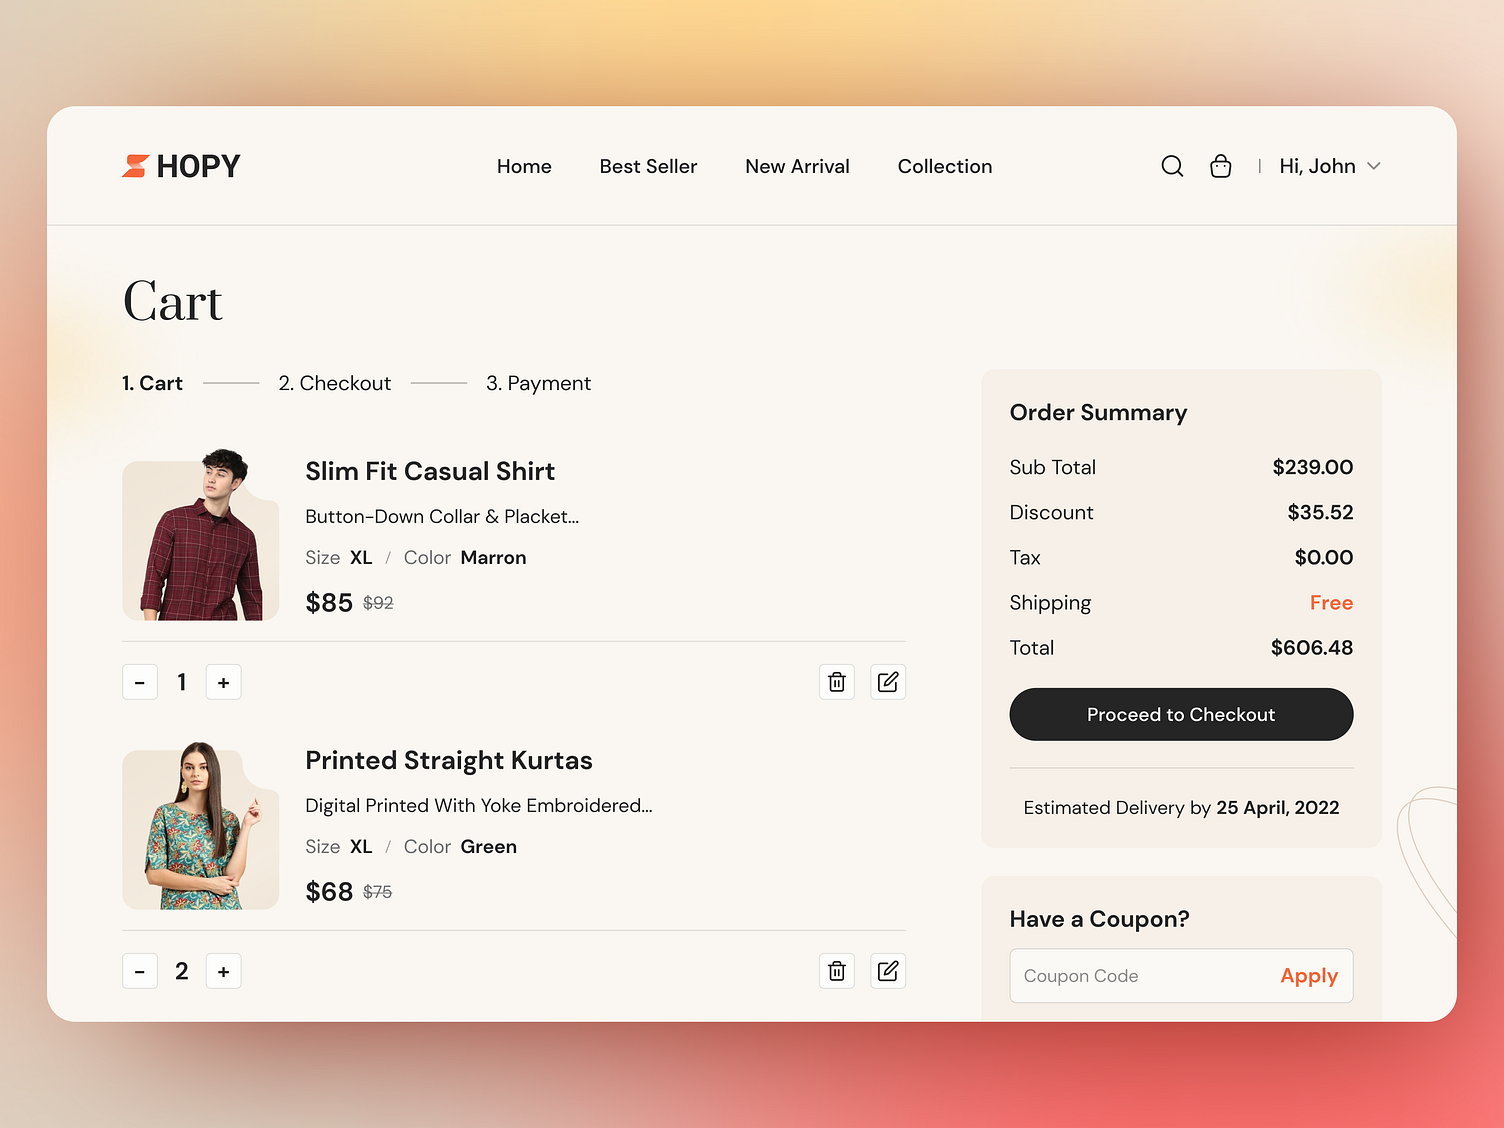 HOPY
Home Best Seller New Arrival Collection
Hi, John
Cart
1. Cart 2. Checkout 3. Payment
Slim Fit Casual Shirt
Button-Down Collar & Placket...
Size XL / Color Marron
$85 $92
- 1 +
Printed Straight Kurtas
Digital Printed With Yoke Embroidered...
Size XL / Color Green
$68 $75
- 2 +
Order Summary
Sub Total $239.00
Discount $35.52
Tax $0.00
Shipping Free
Total $606.48
Proceed to Checkout
Estimated Delivery by 25 April, 2022
Have a Coupon?
Coupon Code Apply